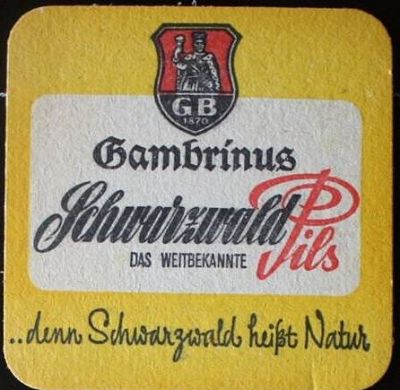 GB
1870
Gambrinus
Schwarzwald Pils
DAS WEITBEKANNTE
..denn Schwarzwald heißt Natur